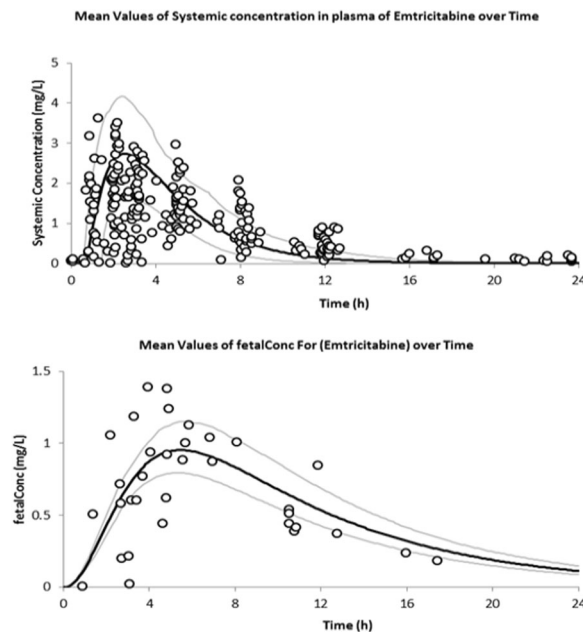 Mean Values of Systemic concentration in plasma of Emtricitabine over Time
5
4
3
2
1
0
Systemic Concentration (mg/L)
0 4 8 12 16 20 24
Time (h)
Mean Values of fetalConc For (Emtricitabine) over Time
1.5
1
0.5
0
fetalConc (mg/L)
0 4 8 12 16 20 24
Time (h)